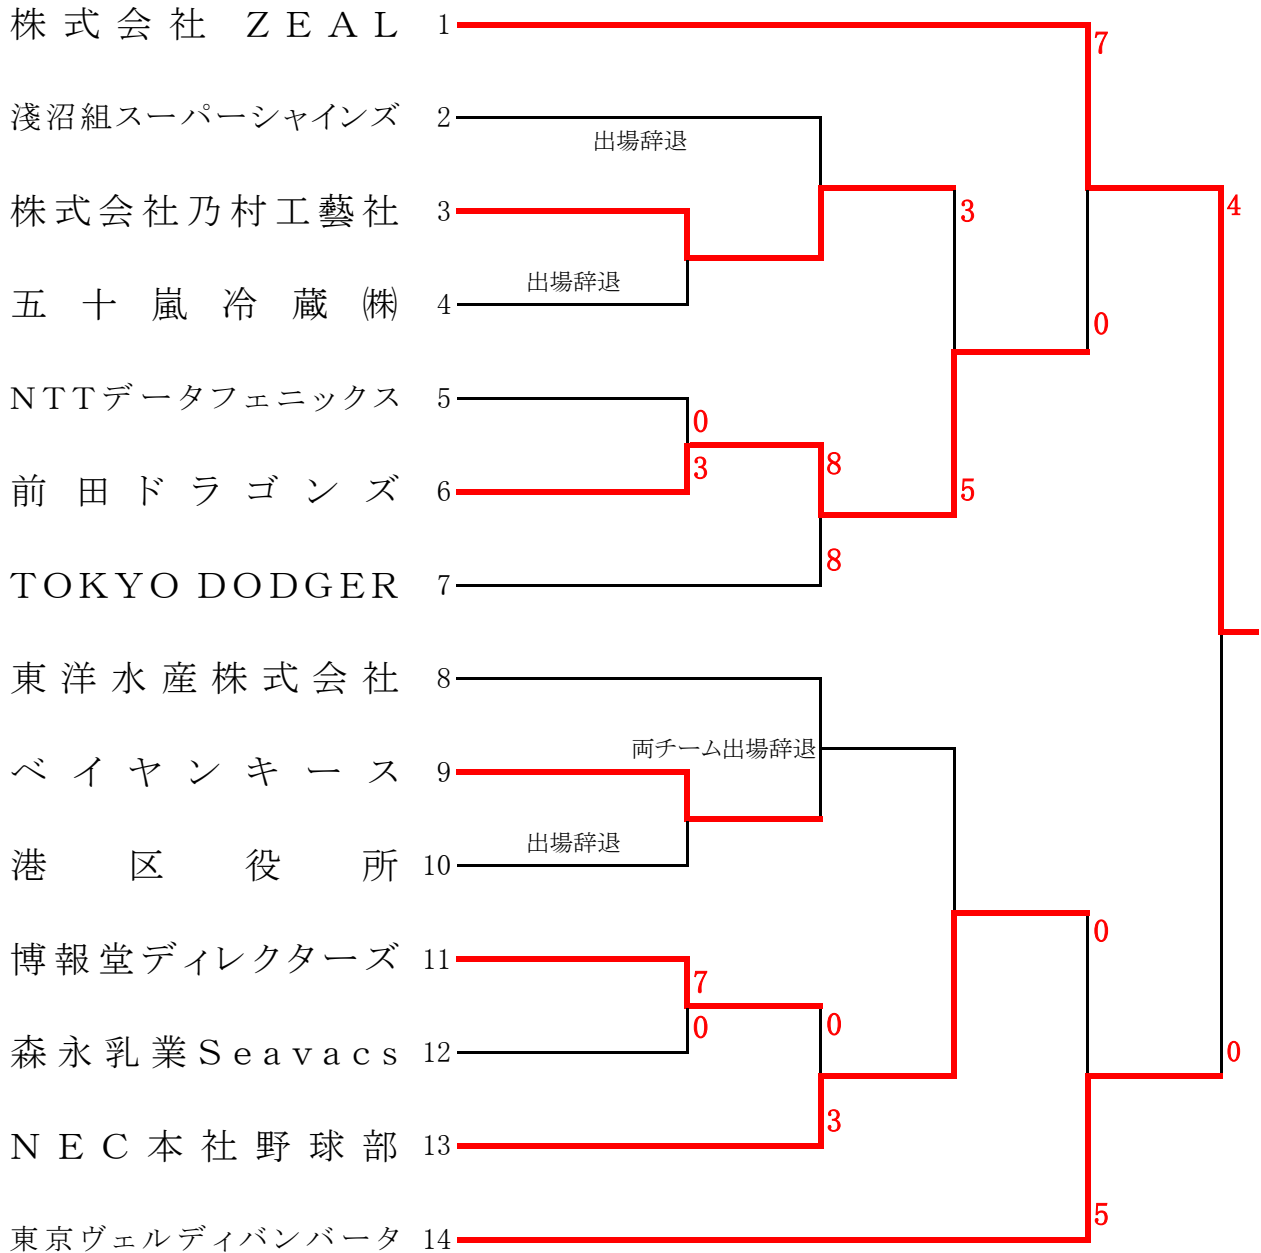 株式会社 ZEAL 1
7
淺沼組スーパーシャインズ 2
出場辞退
株式会社乃村工藝社 3
3
4
出場辞退
五十嵐冷蔵㈱ 4
0
NTTデータフェニックス 5
0
3
8
前田ドラゴンズ 6
5
8
TOKYO DODGER 7
東洋水産株式会社 8
両チーム出場辞退
ベイヤンキース 9
出場辞退
港区役所 10
0
博報堂ディレクターズ 11
7
0
0
森永乳業Seavacs 12
0
3
NEC本社野球部 13
5
東京ヴェルディバンバータ 14